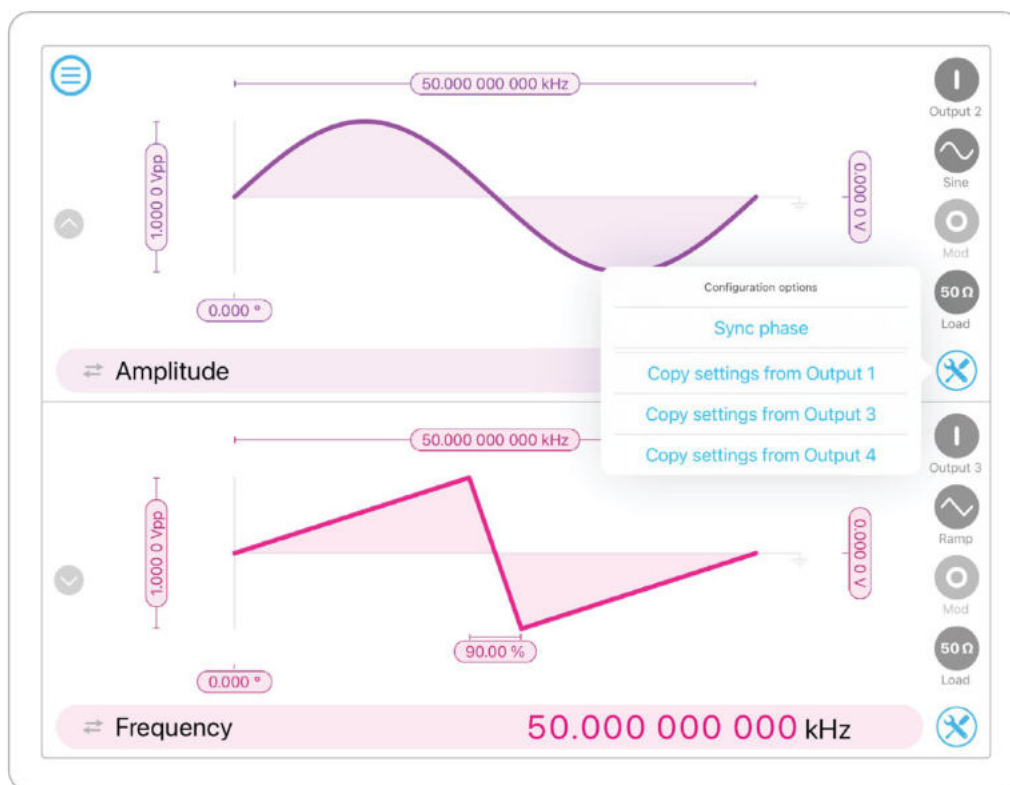 50.000 000 000 kHz
Output 2
1.000 0 Vpp
Sine
0.000 0 V
Mod
0.000 °
50 Ω
Load
Configuration options
Sync phase
Copy settings from Output 1
Copy settings from Output 3
Copy settings from Output 4
Amplitude
50.000 000 000 kHz
Output 3
1.000 0 Vpp
Ramp
0.000 0 V
Mod
90.00 %
50 Ω
Load
0.000 °
Frequency
50.000 000 000 kHz